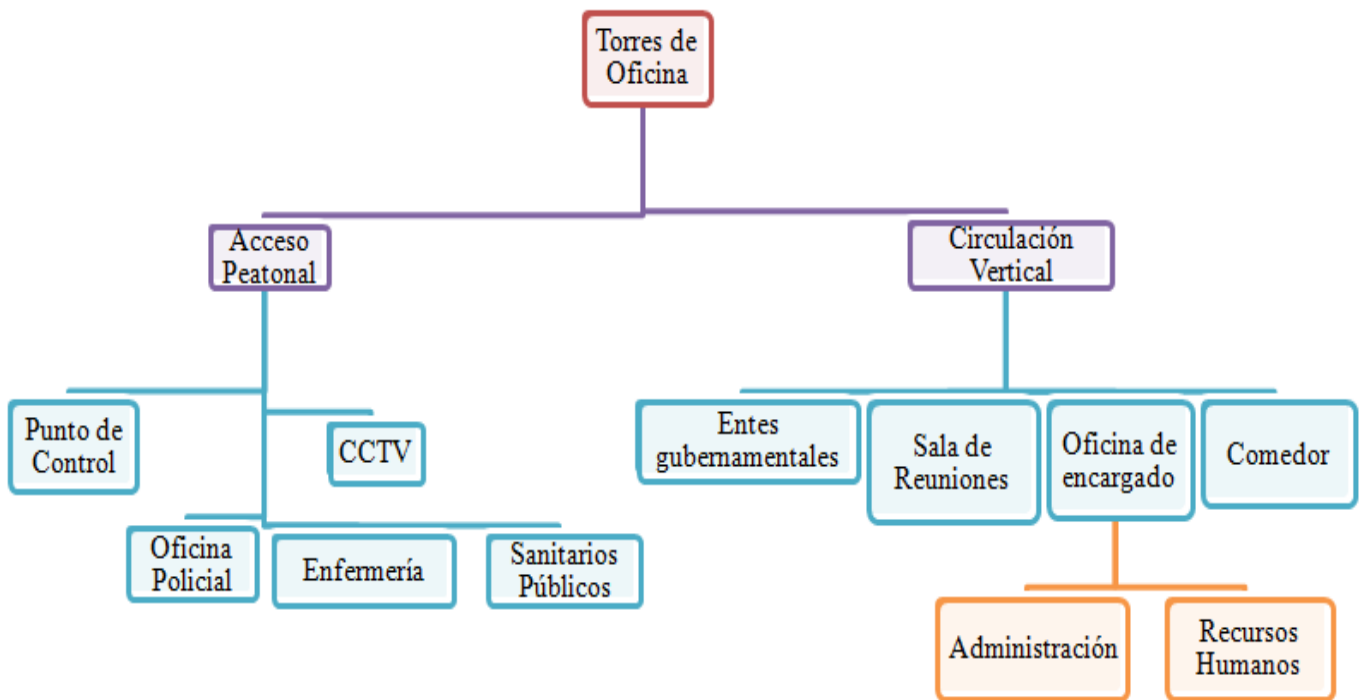 Torres de
Oficina
Acceso
Peatonal
Circulación
Vertical
Punto de
Control
CCTV
Oficina
Policial
Enfermería
Sanitarios
Públicos
Entes
gubernamentales
Sala de
Reuniones
Oficina de
encargado
Comedor
Administración
Recursos
Humanos